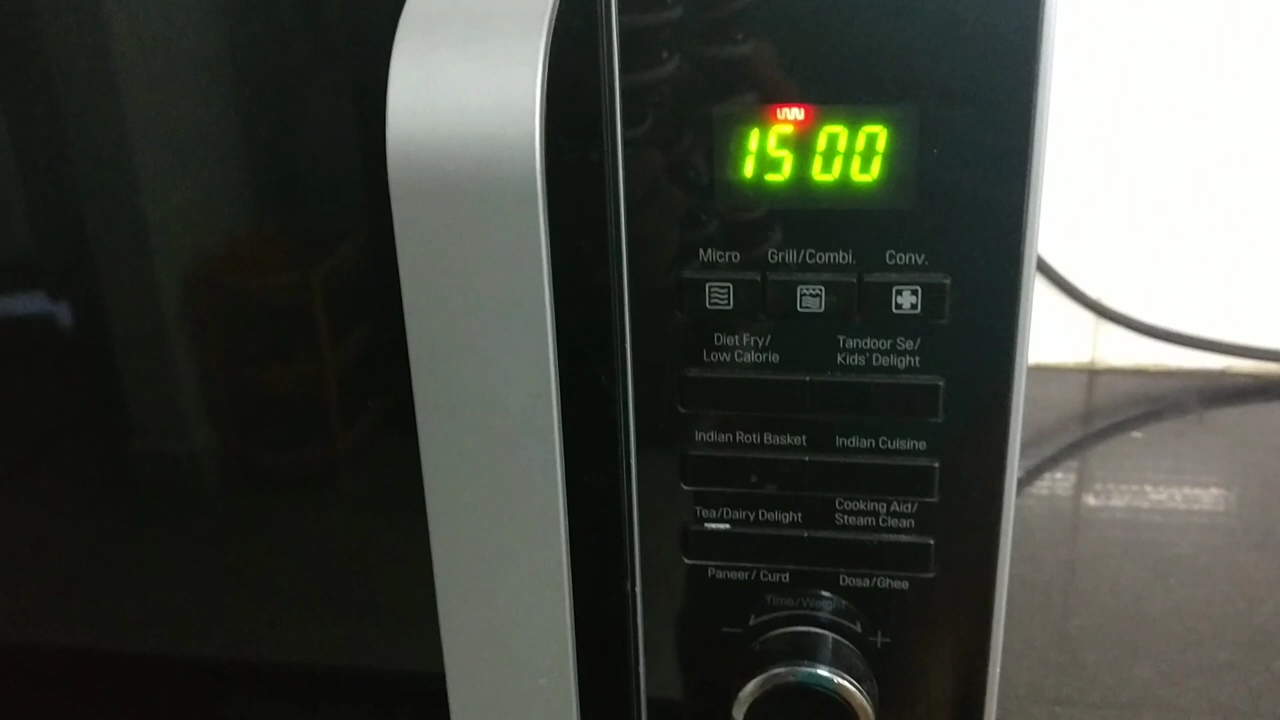 15 00
Micro Grill/Combi. Conv.
Diet Fry/ Tandoor Se/
Low Calorie Kids' Delight
Indian Roti Basket Indian Cuisine
Cooking Aid/
Tea/Dairy Delight Steam Clean
Paneer/ Curd Dosa/Ghee
Time/Weight
− +